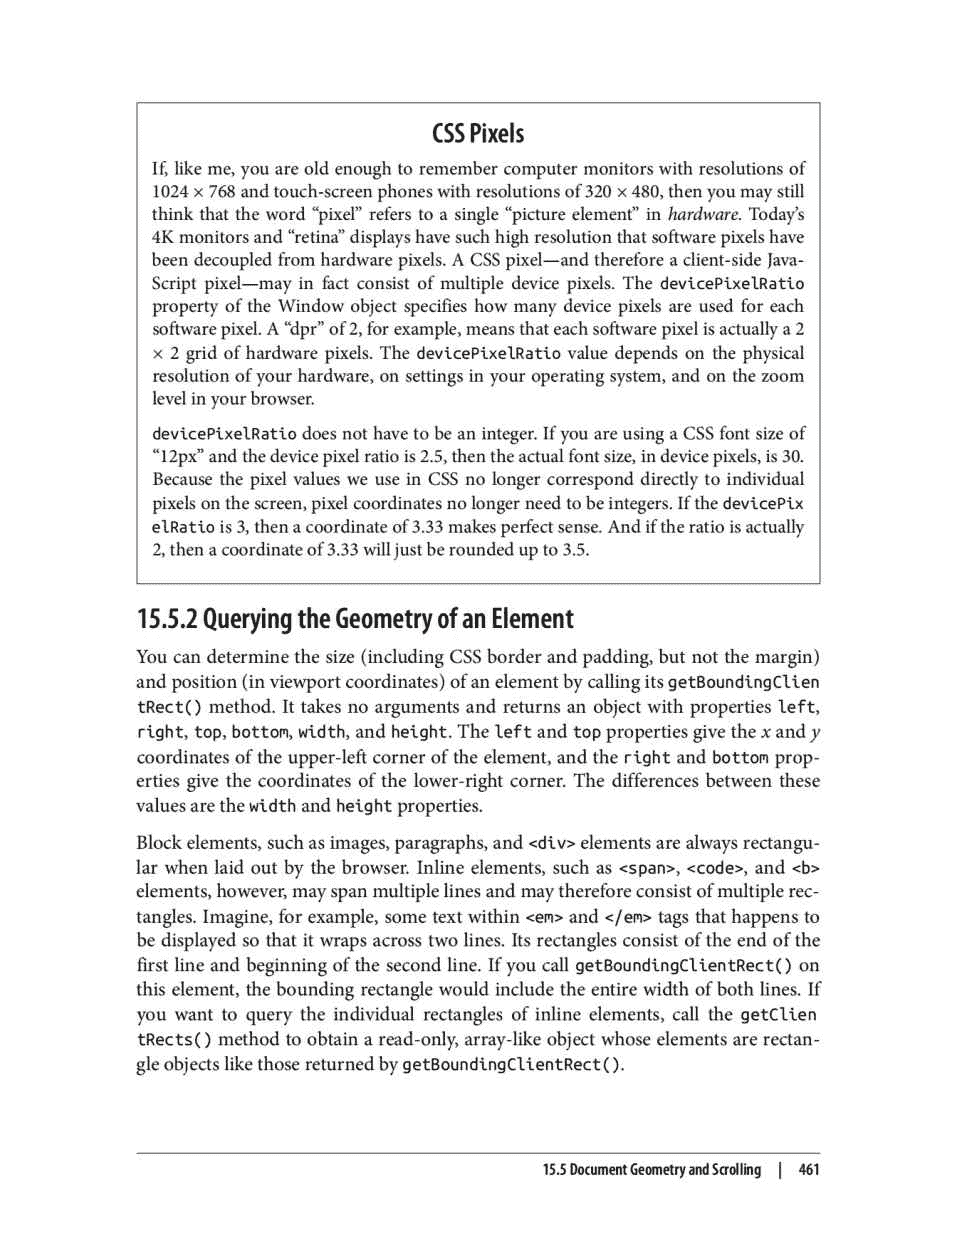 CSS Pixels
If, like me, you are old enough to remember computer monitors with resolutions of
1024 × 768 and touch-screen phones with resolutions of 320 × 480, then you may still
think that the word “pixel” refers to a single “picture element” in hardware. Today’s
4K monitors and “retina” displays have such high resolution that software pixels have
been decoupled from hardware pixels. A CSS pixel—and therefore a client-side Java-
Script pixel—may in fact consist of multiple device pixels. The devicePixelRatio
property of the Window object specifies how many device pixels are used for each
software pixel. A “dpr” of 2, for example, means that each software pixel is actually a 2
× 2 grid of hardware pixels. The devicePixelRatio value depends on the physical
resolution of your hardware, on settings in your operating system, and on the zoom
level in your browser.
devicePixelRatio does not have to be an integer. If you are using a CSS font size of
“12px” and the device pixel ratio is 2.5, then the actual font size, in device pixels, is 30.
Because the pixel values we use in CSS no longer correspond directly to individual
pixels on the screen, pixel coordinates no longer need to be integers. If the devicePix
elRatio is 3, then a coordinate of 3.33 makes perfect sense. And if the ratio is actually
2, then a coordinate of 3.33 will just be rounded up to 3.5.
15.5.2 Querying the Geometry of an Element
You can determine the size (including CSS border and padding, but not the margin)
and position (in viewport coordinates) of an element by calling its getBoundingClien
tRect() method. It takes no arguments and returns an object with properties left,
right, top, bottom, width, and height. The left and top properties give the x and y
coordinates of the upper-left corner of the element, and the right and bottom prop-
erties give the coordinates of the lower-right corner. The differences between these
values are the width and height properties.
Block elements, such as images, paragraphs, and <div> elements are always rectangu-
lar when laid out by the browser. Inline elements, such as <span>, <code>, and <b>
elements, however, may span multiple lines and may therefore consist of multiple rec-
tangles. Imagine, for example, some text within <em> and </em> tags that happens to
be displayed so that it wraps across two lines. Its rectangles consist of the end of the
first line and beginning of the second line. If you call getBoundingClientRect() on
this element, the bounding rectangle would include the entire width of both lines. If
you want to query the individual rectangles of inline elements, call the getClien
tRects() method to obtain a read-only, array-like object whose elements are rectan-
gle objects like those returned by getBoundingClientRect().
15.5 Document Geometry and Scrolling | 461